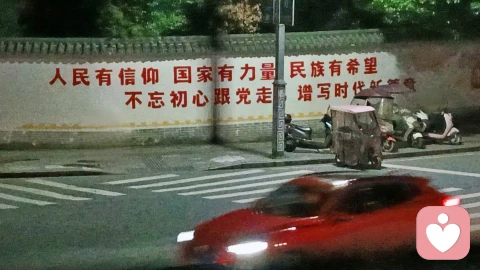 人民有信仰 国家有力量 民族有希望
不忘初心跟党走 写时代新